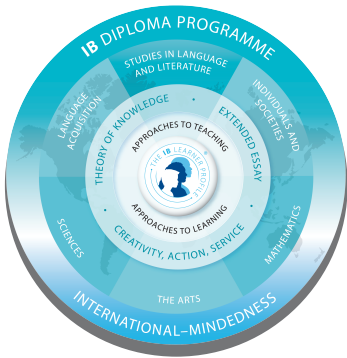 IB DIPLOMA PROGRAMME
STUDIES IN LANGUAGE
AND LITERATURE
LANGUAGE
ACQUISITION
INDIVIDUALS AND
SOCIETIES
THEORY OF KNOWLEDGE
EXTENDED ESSAY
APPROACHES TO TEACHING
THE IB LEARNER PROFILE
APPROACHES TO LEARNING
CREATIVITY, ACTION, SERVICE
SCIENCES
MATHEMATICS
THE ARTS
INTERNATIONAL–MINDEDNESS